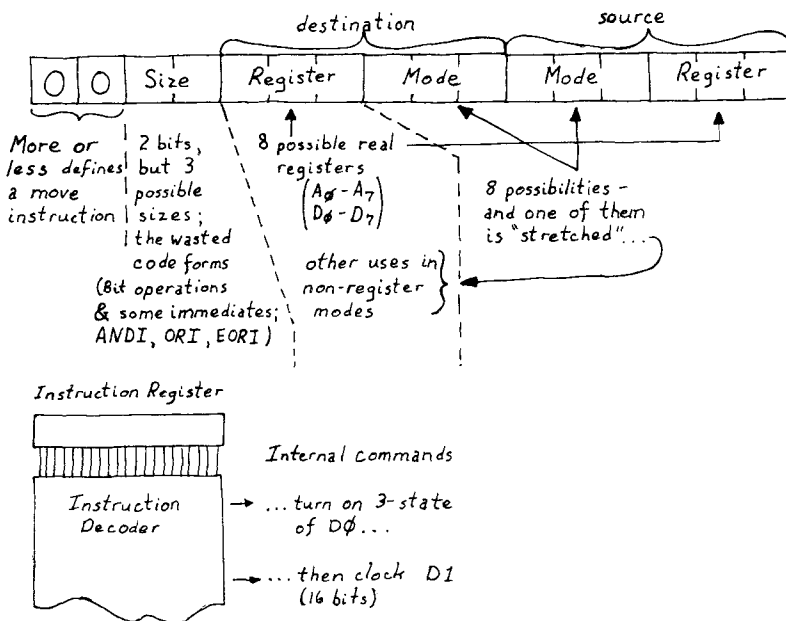 destination
source
0 0 Size Register Mode Mode Register
More or
less defines
a move
instruction
2 bits,
but 3
possible
sizes;
the wasted
code forms
(Bit operations
& some immediates;
ANDI, ORI, EORI)
8 possible real
registers
(AØ-A7
DØ-D7)
other uses in
non-register
modes
8 possibilities -
and one of them
is "stretched"...
Instruction Register
Instruction
Decoder
Internal commands
...turn on 3-state
of DØ...
...then clock D1
(16 bits)